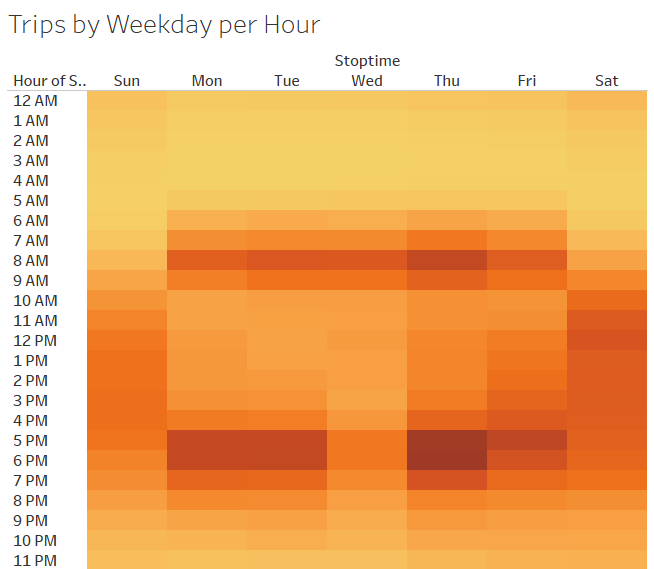 Trips by Weekday per Hour
Stoptime
Hour of S.. Sun Mon Tue Wed Thu Fri Sat
12 AM
1 AM
2 AM
3 AM
4 AM
5 AM
6 AM
7 AM
8 AM
9 AM
10 AM
11 AM
12 PM
1 PM
2 PM
3 PM
4 PM
5 PM
6 PM
7 PM
8 PM
9 PM
10 PM
11 PM